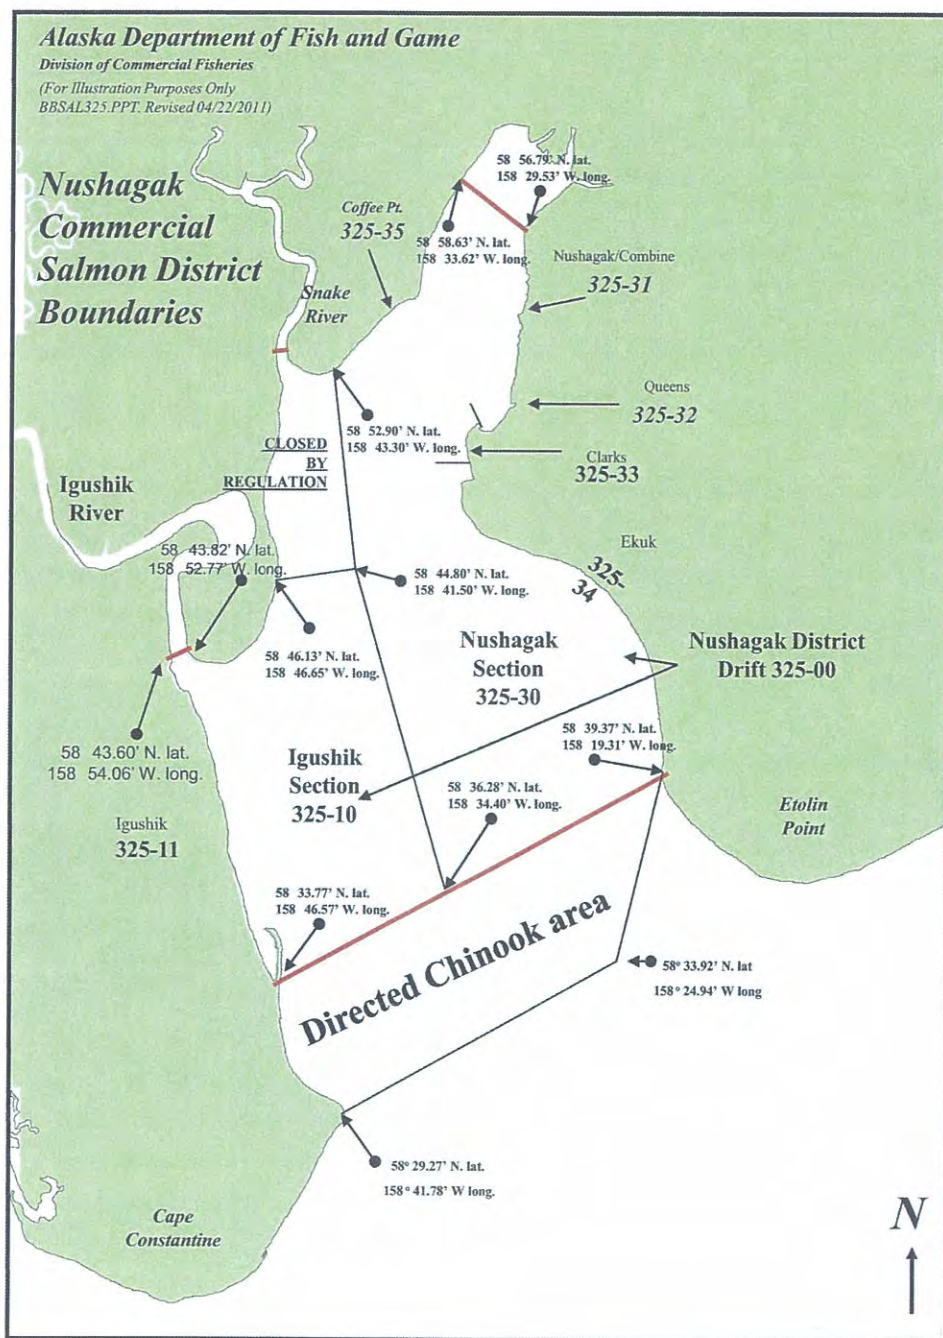 Alaska Department of Fish and Game
Division of Commercial Fisheries
(For Illustration Purposes Only
BBSAL325.PPT. Revised 04/22/2011)
Nushagak
Commercial
Salmon District
Boundaries
58 56.79' N. lat.
158 29.53' W. long.
Coffee Pt.
325-35
58 58.63' N. lat.
158 33.62' W. long.
Nushagak/Combine
325-31
Snake
River
Queens
325-32
58 52.90' N. lat.
158 43.30' W. long.
CLOSED
BY
REGULATION
Clarks
325-33
Igushik
River
58 43.82' N. lat.
158 52.77' W. long.
Ekuk
325-
34
58 44.80' N. lat.
158 41.50' W. long.
58 46.13' N. lat.
158 46.65' W. long.
Nushagak
Section
325-30
Nushagak District
Drift 325-00
58 43.60' N. lat.
158 54.06' W. long.
Igushik
Section
325-10
58 39.37' N. lat.
158 19.31' W. long.
58 36.28' N. lat.
158 34.40' W. long.
Etolin
Point
Igushik
325-11
58 33.77' N. lat.
158 46.57' W. long.
Directed Chinook area
58° 33.92' N. lat
158° 24.94' W long
58° 29.27' N. lat.
158° 41.78' W long.
Cape
Constantine
N